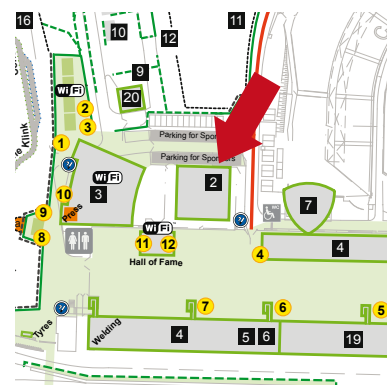 16
10
12
11
9
20
WiFi
2
3
1
Klink
Parking for Sponsors
Parking for Sponsors
WiFi
3
2
10
Press
9
8
7
WC
4
4
WiFi
11
12
Hall of Fame
7
6
5
Tyres
Welding
4
5
6
19